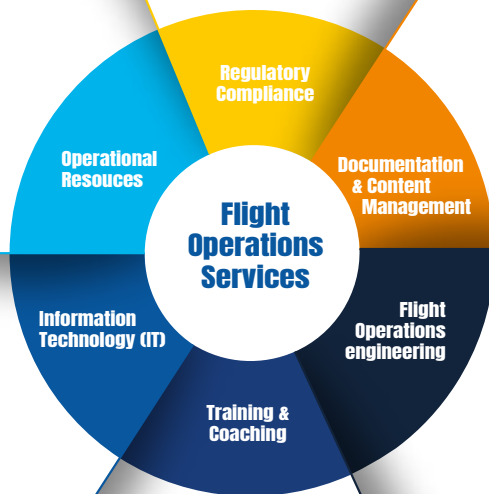 Regulatory
Compliance
Documentation
& Content
Management
Flight
Operations
engineering
Training &
Coaching
Information
Technology (IT)
Operational
Resouces
Flight
Operations
Services